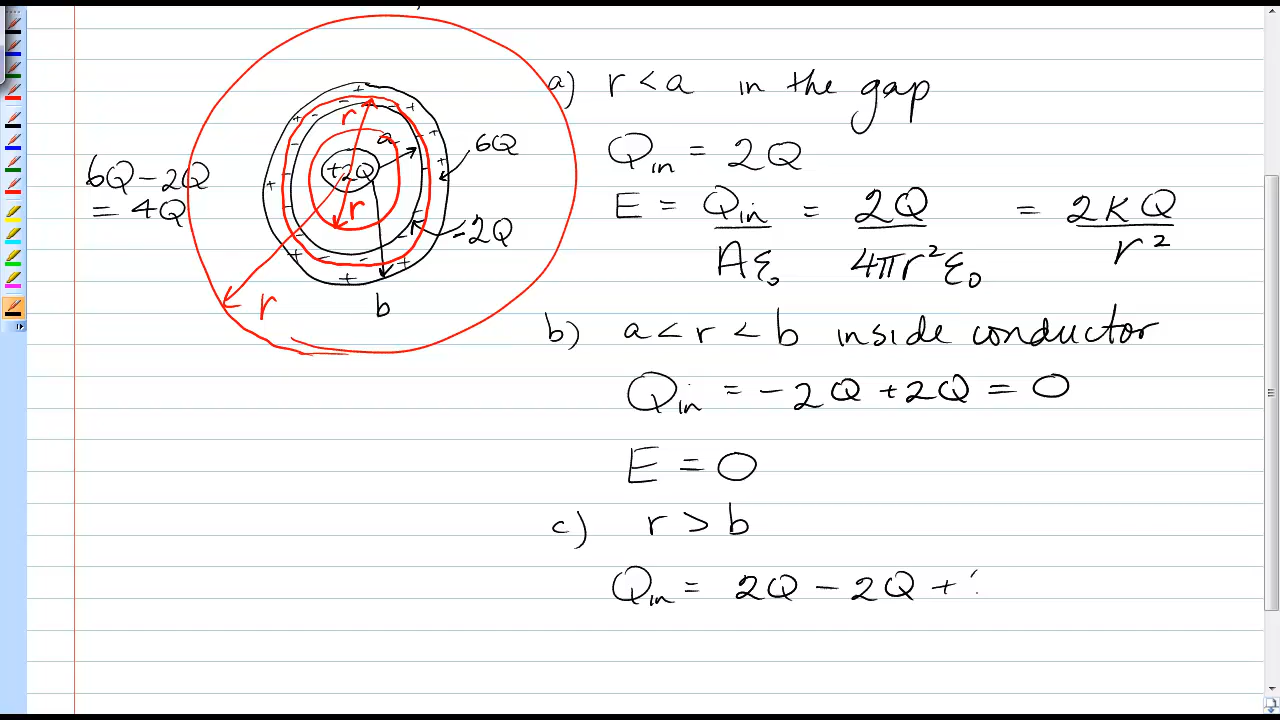 a) r < a in the gap
Q_in = 2Q
E = Q_in / Aε₀ = 2Q / 4πr²ε₀ = 2KQ / r²
b) a < r < b inside conductor
Q_in = -2Q + 2Q = 0
E = 0
c) r > b
Q_in = 2Q - 2Q +
6Q - 2Q
= 4Q
+2Q
r
a
r
6Q
-2Q
r
b